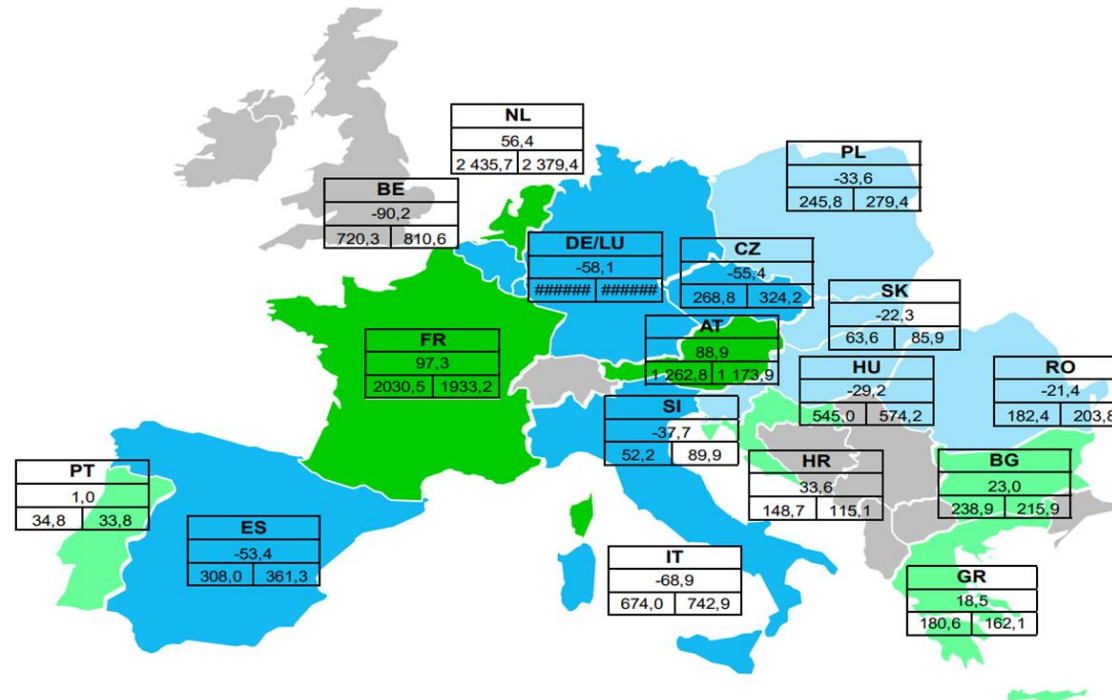 NL
56,4
2 435,7 2 379,4
PL
-33,6
245,8 279,4
BE
-90,2
720,3 810,6
DE/LU
-58,1
###### ######
CZ
-55,4
268,8 324,2
SK
-22,3
63,6 85,9
AT
88,9
1 262,8 1 173,9
FR
97,3
2030,5 1933,2
HU
-29,2
545,0 574,2
RO
-21,4
182,4 203,8
SI
-37,7
52,2 89,9
HR
33,6
148,7 115,1
BG
23,0
238,9 215,9
PT
1,0
34,8 33,8
ES
-53,4
308,0 361,3
IT
-68,9
674,0 742,9
GR
18,5
180,6 162,1